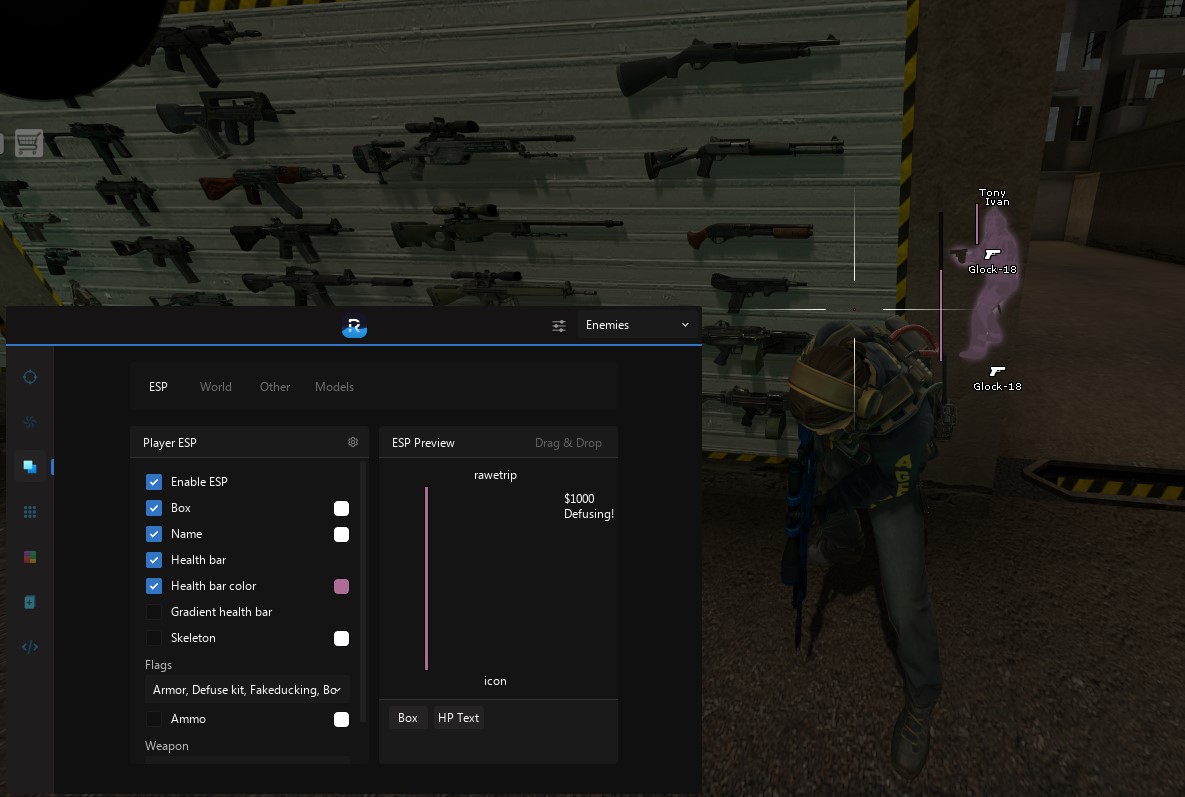 Tony
Ivan
Glock-18
Glock-18
Enemies
ESP
World
Other
Models
Player ESP
ESP Preview
Drag & Drop
Enable ESP
Box
Name
Health bar
Health bar color
Gradient health bar
Skeleton
Flags
Armor, Defuse kit, Fakeducking, Bo
Ammo
Weapon
rawetrip
$1000
Defusing!
icon
Box
HP Text
AGF